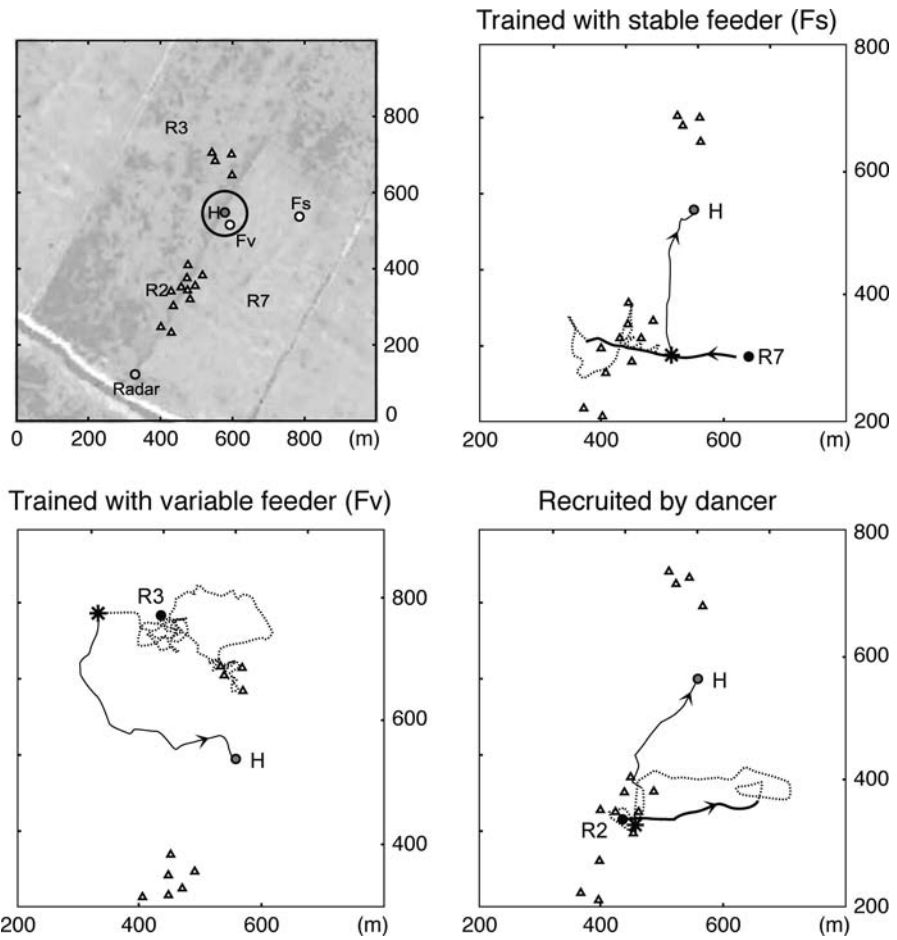 Trained with stable feeder (Fs)
800
R3
800
600
H
Fs
Fv
H
600
400
R2
R7
400
R7
200
Radar
0
200
0 200 400 600 800 (m)
200 400 600 (m)
Trained with variable feeder (Fv)
Recruited by dancer
800
R3
800
600
H
600
H
400
400
R2
200
200 400 600 (m)
200 400 600 (m)